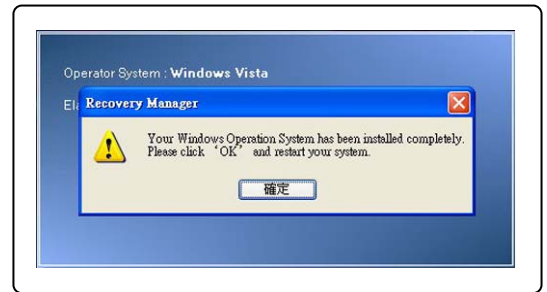 Operator System : Windows Vista
Recovery Manager
Your Windows Operation System has been installed completely.
Please click ‘OK’ and restart your system.
確定